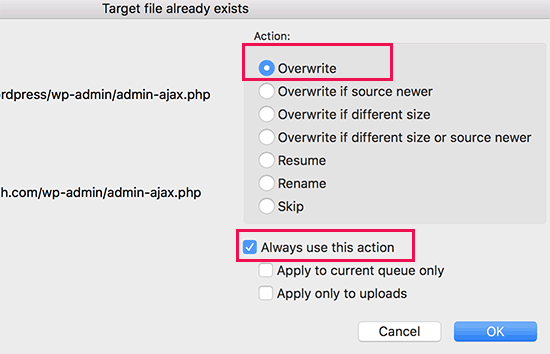 Target file already exists
Action:
Overwrite
rdpress/wp-admin/admin-ajax.php
Overwrite if source newer
Overwrite if different size
Overwrite if different size or source newer
Resume
h.com/wp-admin/admin-ajax.php
Rename
Skip
Always use this action
Apply to current queue only
Apply only to uploads
Cancel
OK